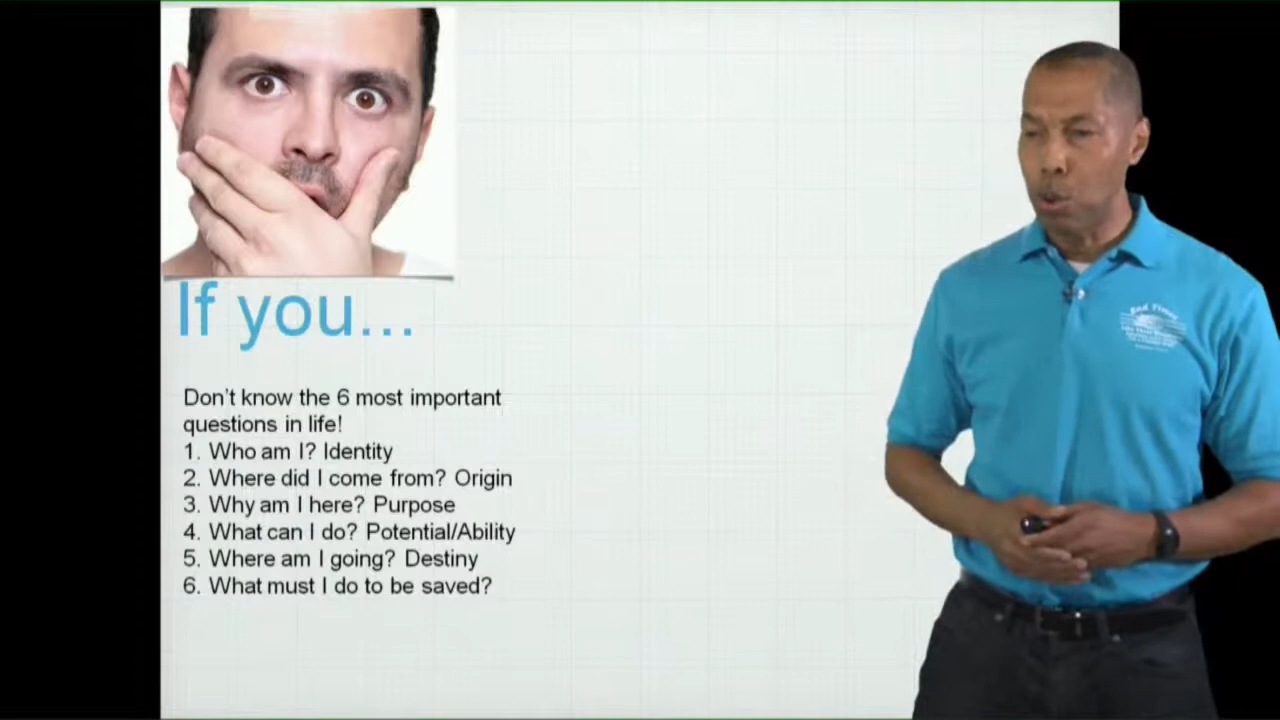 If you...
Don't know the 6 most important
questions in life!
1. Who am I? Identity
2. Where did I come from? Origin
3. Why am I here? Purpose
4. What can I do? Potential/Ability
5. Where am I going? Destiny
6. What must I do to be saved?
End Times